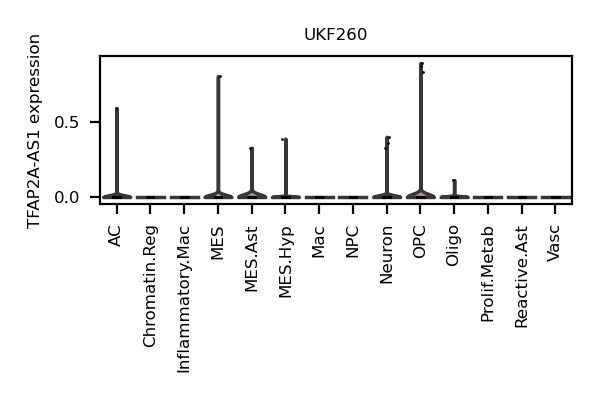 UKF260
TFAP2A-AS1 expression
0.5
0.0
AC
Chromatin.Reg
Inflammatory.Mac
MES
MES.Ast
MES.Hyp
Mac
NPC
Neuron
OPC
Oligo
Prolif.Metab
Reactive.Ast
Vasc